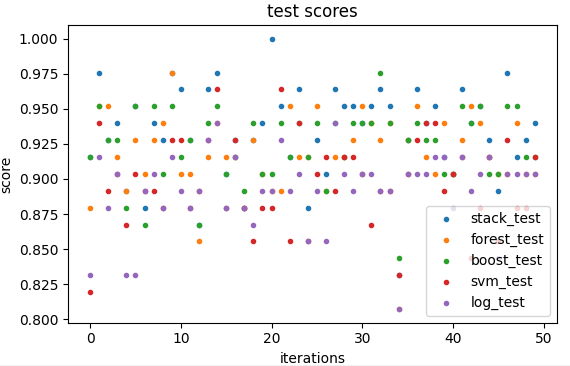 test scores
1.000
0.975
0.950
0.925
0.900
0.875
0.850
0.825
0.800
score
stack_test
forest_test
boost_test
svm_test
log_test
0 10 20 30 40 50
iterations